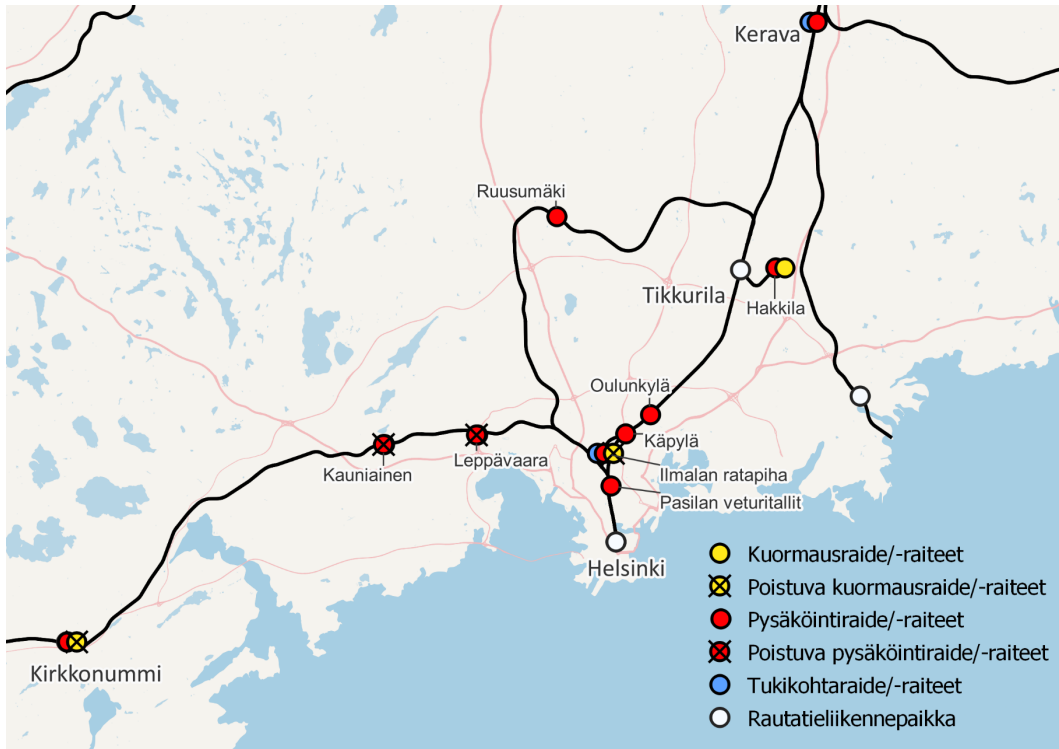 Kerava
Ruusumäki
Tikkurila
Hakkila
Oulunkylä
Käpylä
Leppävaara
Kauniainen
Ilmalan ratapiha
Pasilan veturitallit
Helsinki
Kirkkonummi
Kuormausraide/-raiteet
Poistuva kuormausraide/-raiteet
Pysäköintiraide/-raiteet
Poistuva pysäköintiraide/-raiteet
Tukikohtaraide/-raiteet
Rautatieliikennepaikka